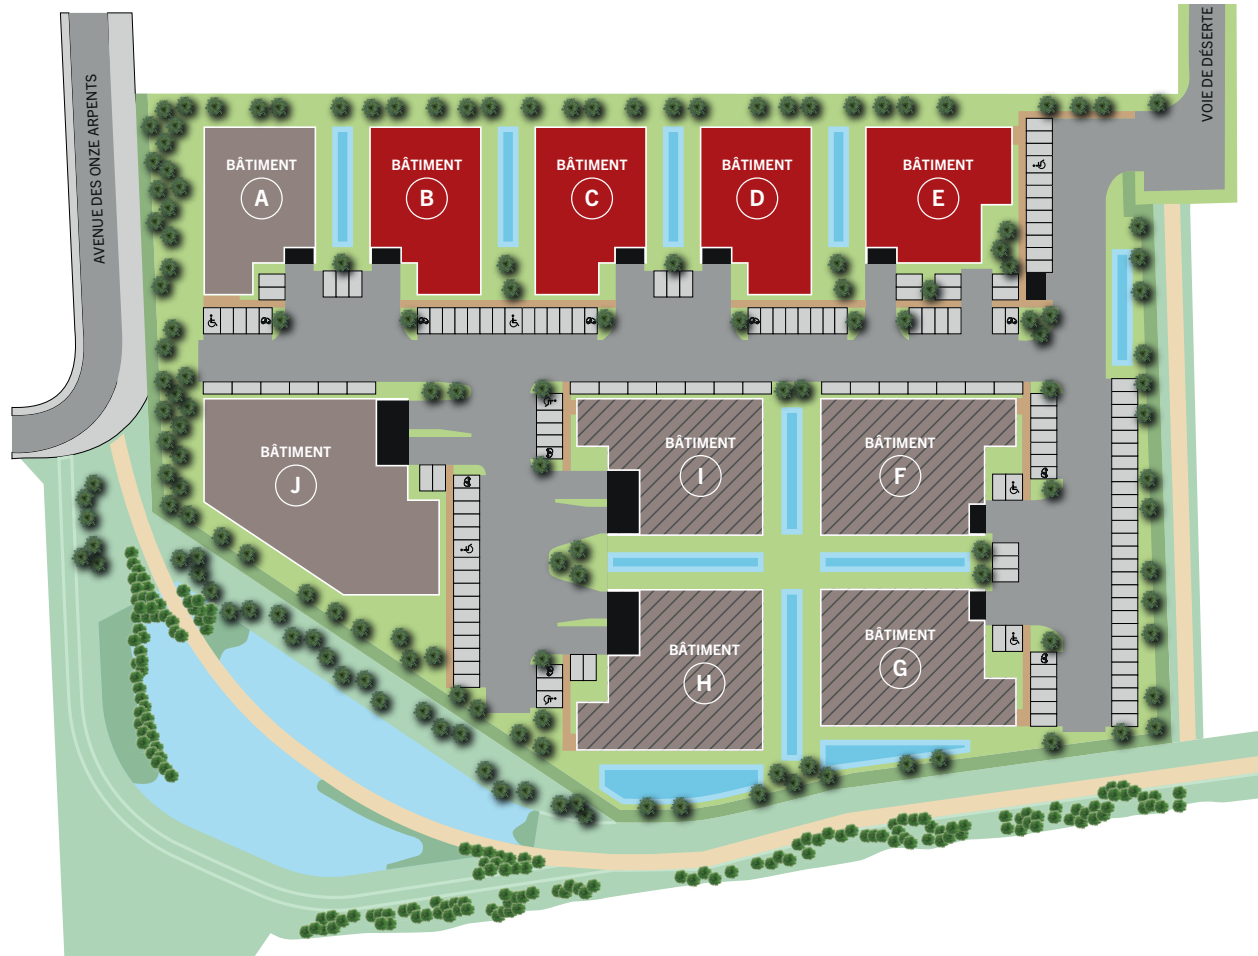 AVENUE DES ONZE ARPENTS
VOIE DE DÉSERTE
BÂTIMENT
A
BÂTIMENT
B
BÂTIMENT
C
BÂTIMENT
D
BÂTIMENT
E
BÂTIMENT
J
BÂTIMENT
I
BÂTIMENT
F
BÂTIMENT
H
BÂTIMENT
G